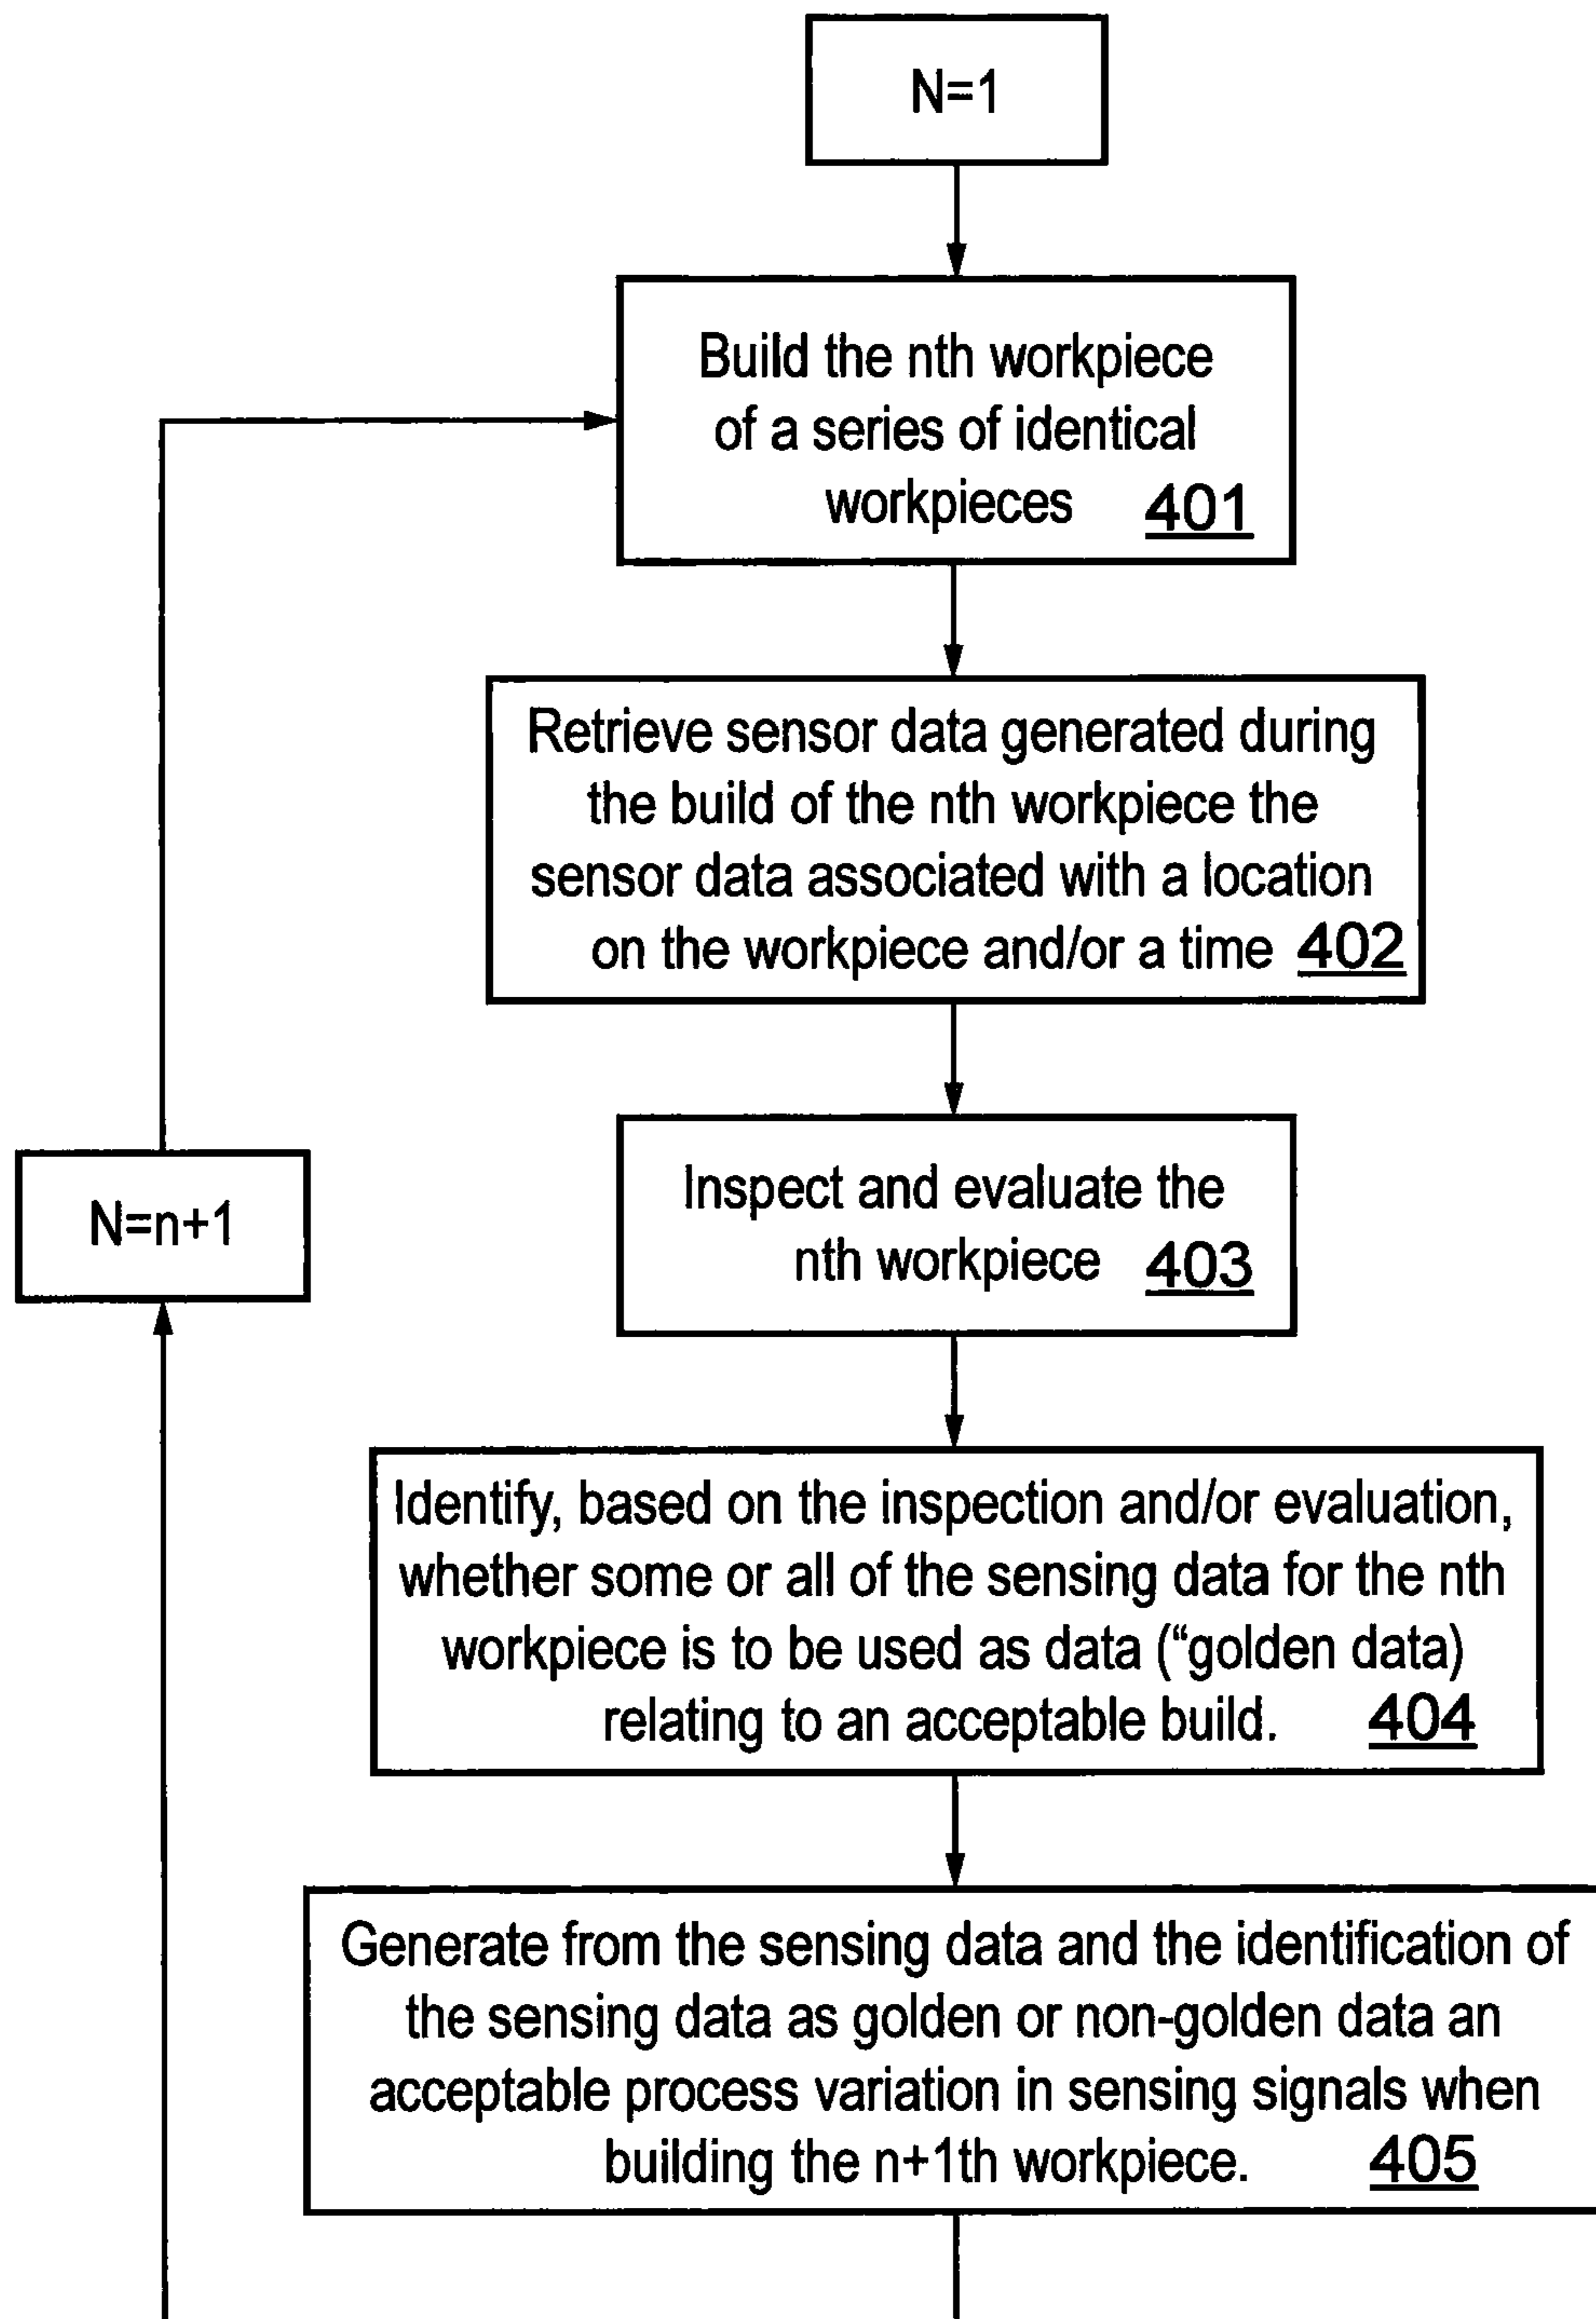 N=1
Build the nth workpiece
of a series of identical
workpieces 401
Retrieve sensor data generated during
the build of the nth workpiece the
sensor data associated with a location
on the workpiece and/or a time 402
Inspect and evaluate the
nth workpiece 403
N=n+1
Identify, based on the inspection and/or evaluation,
whether some or all of the sensing data for the nth
workpiece is to be used as data (“golden data)
relating to an acceptable build. 404
Generate from the sensing data and the identification of
the sensing data as golden or non-golden data an
acceptable process variation in sensing signals when
building the n+1th workpiece. 405